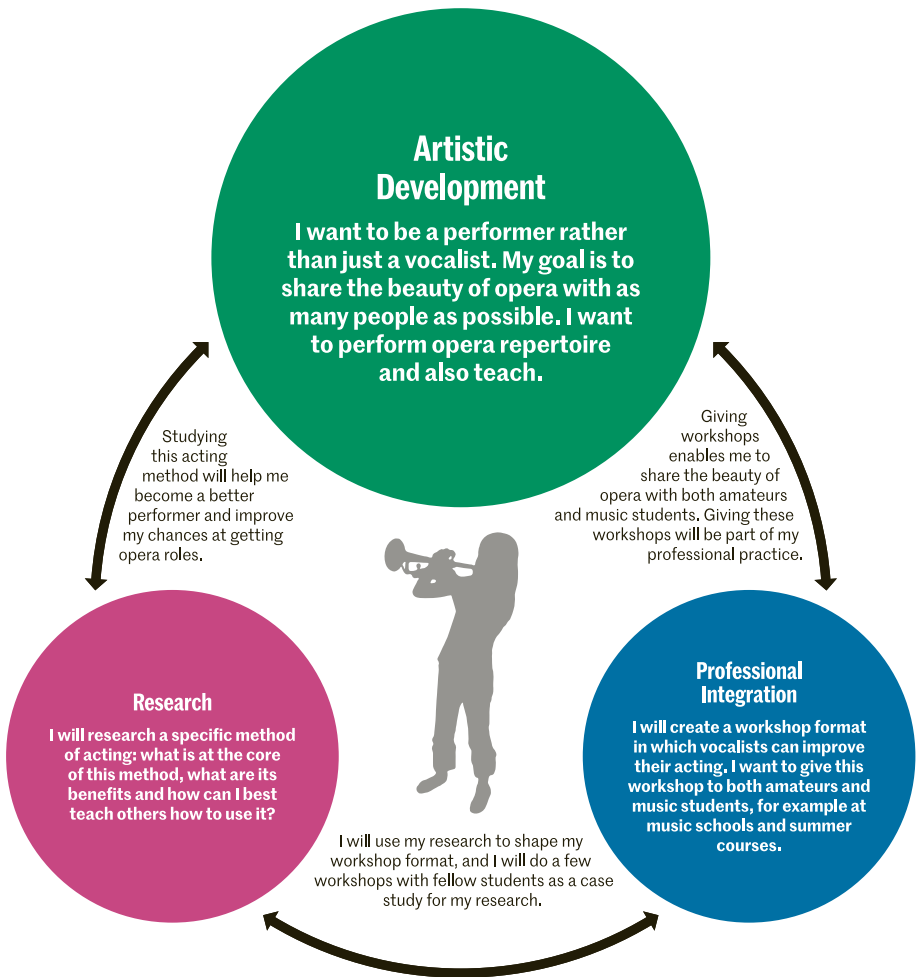 Artistic
Development
I want to be a performer rather
than just a vocalist. My goal is to
share the beauty of opera with as
many people as possible. I want
to perform opera repertoire
and also teach.
Studying
this acting
method will help me
become a better
performer and improve
my chances at getting
opera roles.
Giving
workshops
enables me to
share the beauty of
opera with both amateurs
and music students. Giving these
workshops will be part of my
professional practice.
Research
I will research a specific method
of acting: what is at the core
of this method, what are its
benefits and how can I best
teach others how to use it?
Professional
Integration
I will create a workshop format
in which vocalists can improve
their acting. I want to give this
workshop to both amateurs and
music students, for example at
music schools and summer
courses.
I will use my research to shape my
workshop format, and I will do a few
workshops with fellow students as a case
study for my research.